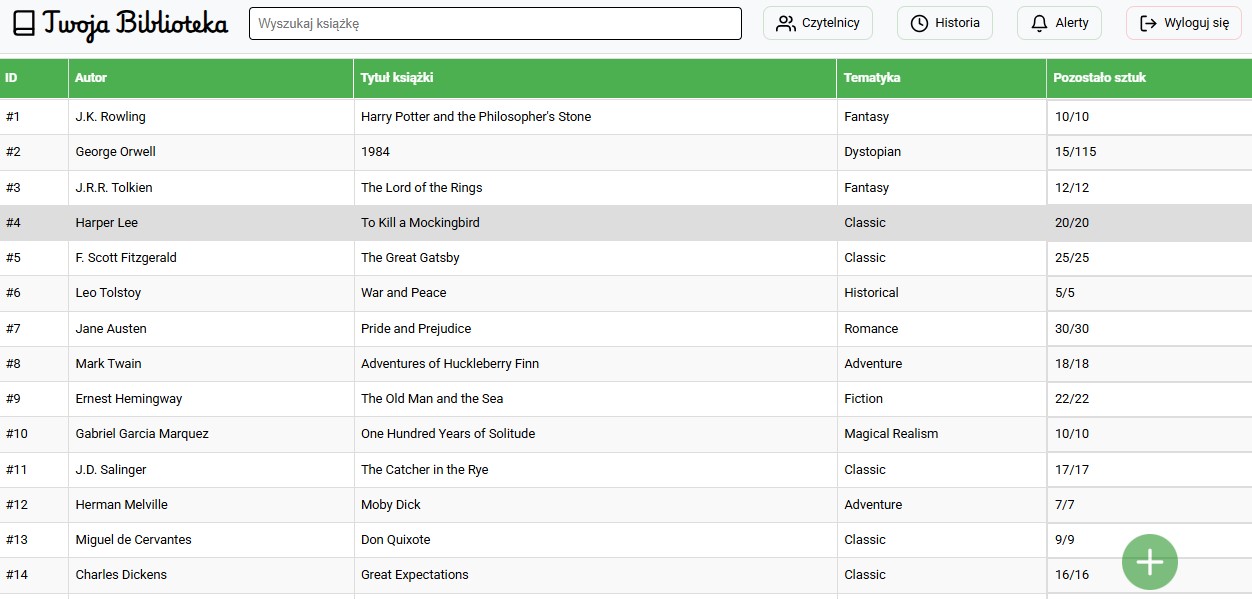 Twoja Biblioteka Wyszukaj książkę Czytelnicy Historia Alerty Wyloguj się
ID Autor Tytuł książki Tematyka Pozostało sztuk
#1 J.K. Rowling Harry Potter and the Philosopher's Stone Fantasy 10/10
#2 George Orwell 1984 Dystopian 15/115
#3 J.R.R. Tolkien The Lord of the Rings Fantasy 12/12
#4 Harper Lee To Kill a Mockingbird Classic 20/20
#5 F. Scott Fitzgerald The Great Gatsby Classic 25/25
#6 Leo Tolstoy War and Peace Historical 5/5
#7 Jane Austen Pride and Prejudice Romance 30/30
#8 Mark Twain Adventures of Huckleberry Finn Adventure 18/18
#9 Ernest Hemingway The Old Man and the Sea Fiction 22/22
#10 Gabriel Garcia Marquez One Hundred Years of Solitude Magical Realism 10/10
#11 J.D. Salinger The Catcher in the Rye Classic 17/17
#12 Herman Melville Moby Dick Adventure 7/7
#13 Miguel de Cervantes Don Quixote Classic 9/9
#14 Charles Dickens Great Expectations Classic 16/16